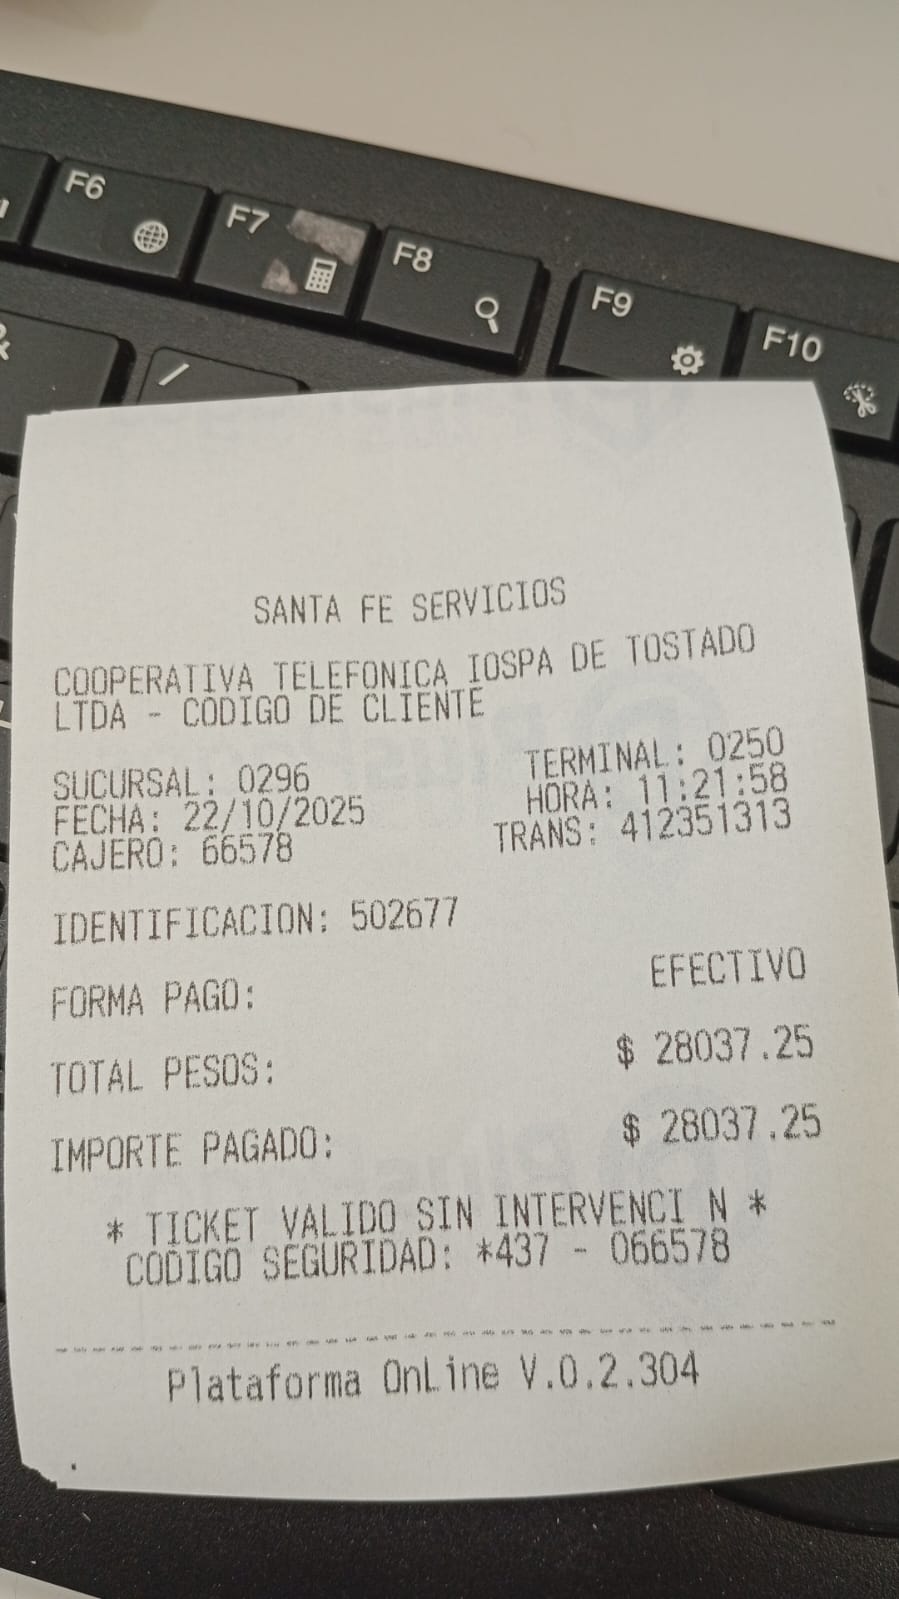 F6
F7
F8
F9
F10
&
/
SANTA FE SERVICIOS
COOPERATIVA TELEFONICA IOSPA DE TOSTADO
LTDA - CODIGO DE CLIENTE
SUCURSAL: 0296 TERMINAL: 0250
FECHA: 22/10/2025 HORA: 11:21:58
CAJERO: 66578 TRANS: 412351313
IDENTIFICACION: 502677
FORMA PAGO: EFECTIVO
TOTAL PESOS: $ 28037.25
IMPORTE PAGADO: $ 28037.25
* TICKET VALIDO SIN INTERVENCI N *
CODIGO SEGURIDAD: *437 - 066578
Plataforma OnLine V.0.2.304